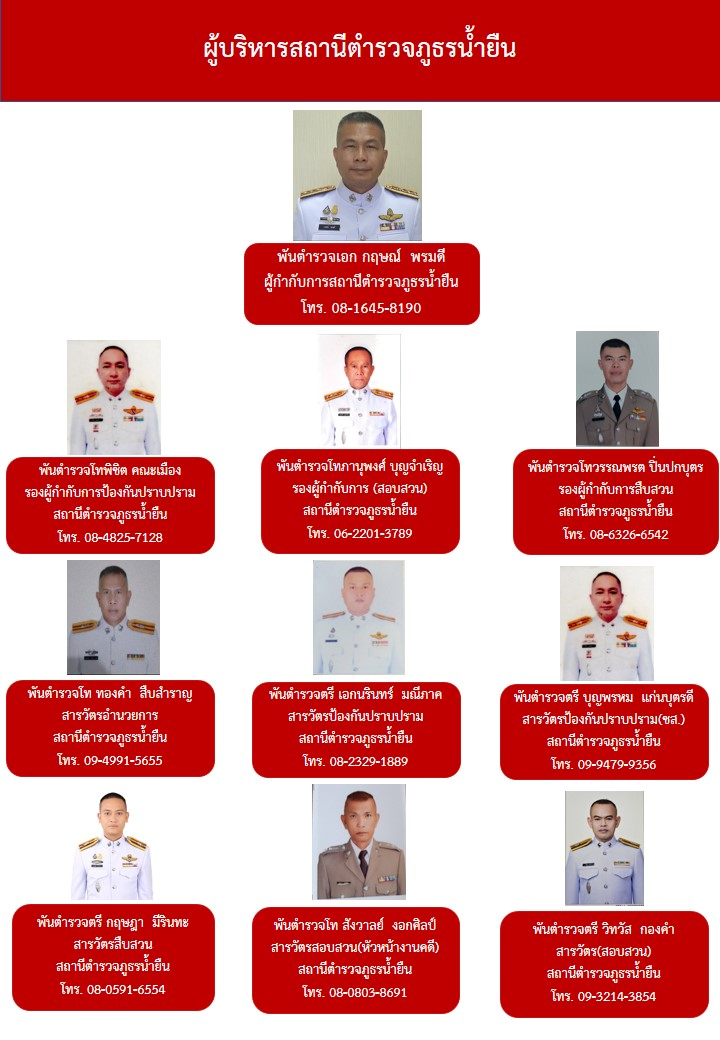 ผู้บริหารสถานีตำรวจภูธรน้ำยืน
พันตำรวจเอก กฤษณ์ พรมดี
ผู้กำกับการสถานีตำรวจภูธรน้ำยืน
โทร. 08-1645-8190
พันตำรวจโทพิชิต คณะเมือง
รองผู้กำกับการป้องกันปราบปราม
สถานีตำรวจภูธรน้ำยืน
โทร. 08-4825-7128
พันตำรวจโทภานุพงศ์ บุญจำเริญ
รองผู้กำกับการ (สอบสวน)
สถานีตำรวจภูธรน้ำยืน
โทร. 06-2201-3789
พันตำรวจโทวรรณพรต ปิ่นปกบุตร
รองผู้กำกับการสืบสวน
สถานีตำรวจภูธรน้ำยืน
โทร. 08-6326-6542
พันตำรวจโท ทองคำ สืบสำราญ
สารวัตรอำนวยการ
สถานีตำรวจภูธรน้ำยืน
โทร. 09-4991-5655
พันตำรวจตรี เอกนรินทร์ มณีภาค
สารวัตรป้องกันปราบปราม
สถานีตำรวจภูธรน้ำยืน
โทร. 08-2329-1889
พันตำรวจตรี บุญพรหม แก่นบุตรดี
สารวัตรป้องกันปราบปราม(ชส.)
สถานีตำรวจภูธรน้ำยืน
โทร. 09-9479-9356
พันตำรวจตรี กฤษฎา มีรินทะ
สารวัตรสืบสวน
สถานีตำรวจภูธรน้ำยืน
โทร. 08-0591-6554
พันตำรวจโท สังวาลย์ งอกศิลป์
สารวัตรสอบสวน(หัวหน้างานคดี)
สถานีตำรวจภูธรน้ำยืน
โทร. 08-0803-8691
พันตำรวจตรี วิทวัส กองคำ
สารวัตร(สอบสวน)
สถานีตำรวจภูธรน้ำยืน
โทร. 09-3214-3854